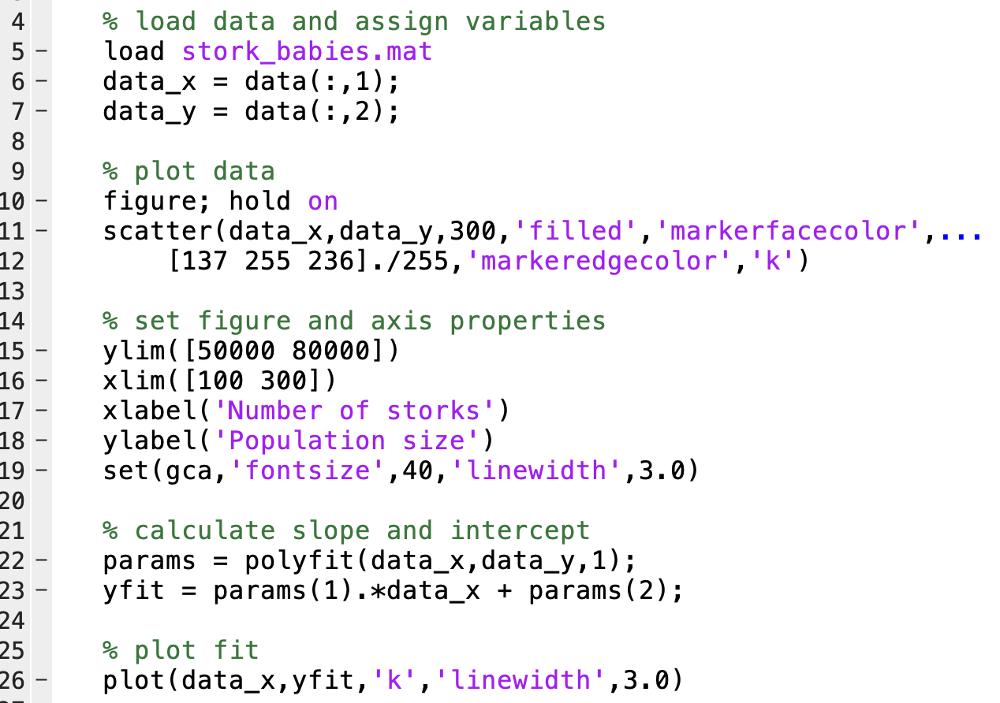 4 % load data and assign variables
5 – load stork_babies.mat
6 – data_x = data(:,1);
7 – data_y = data(:,2);
8
9 % plot data
10 – figure; hold on
11 – scatter(data_x,data_y,300,'filled','markerfacecolor',...
12 [137 255 236]./255,'markeredgecolor','k')
13
14 % set figure and axis properties
15 – ylim([50000 80000])
16 – xlim([100 300])
17 – xlabel('Number of storks')
18 – ylabel('Population size')
19 – set(gca,'fontsize',40,'linewidth',3.0)
20
21 % calculate slope and intercept
22 – params = polyfit(data_x,data_y,1);
23 – yfit = params(1).*data_x + params(2);
24
25 % plot fit
26 – plot(data_x,yfit,'k','linewidth',3.0)